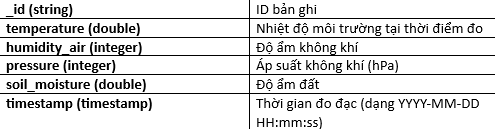 _id (string) ID bản ghi
temperature (double) Nhiệt độ môi trường tại thời điểm đo
humidity_air (integer) Độ ẩm không khí
pressure (integer) Áp suất không khí (hPa)
soil_moisture (double) Độ ẩm đất
timestamp (timestamp) Thời gian đo đạc (dạng YYYY-MM-DD
HH:mm:ss)